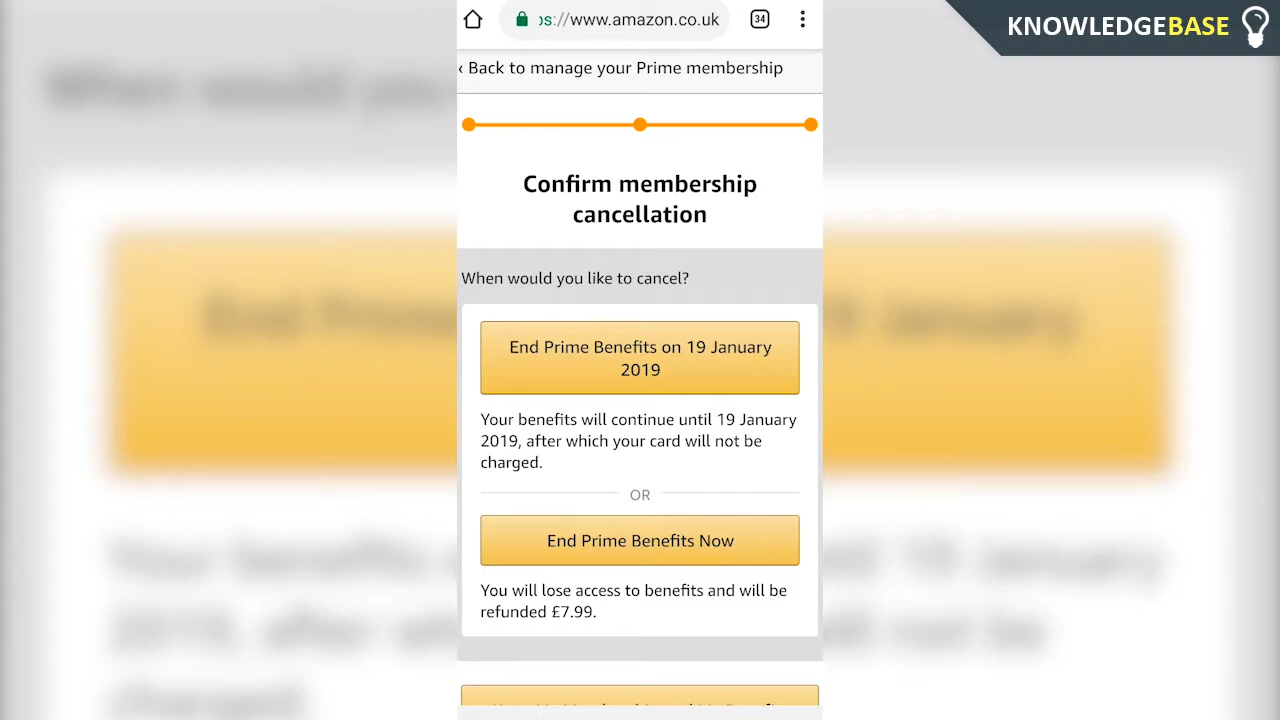 KNOWLEDGEBASE
ps://www.amazon.co.uk
34
‹ Back to manage your Prime membership
Confirm membership
cancellation
When would you like to cancel?
End Prime Benefits on 19 January
2019
Your benefits will continue until 19 January
2019, after which your card will not be
charged.
OR
End Prime Benefits Now
You will lose access to benefits and will be
refunded £7.99.